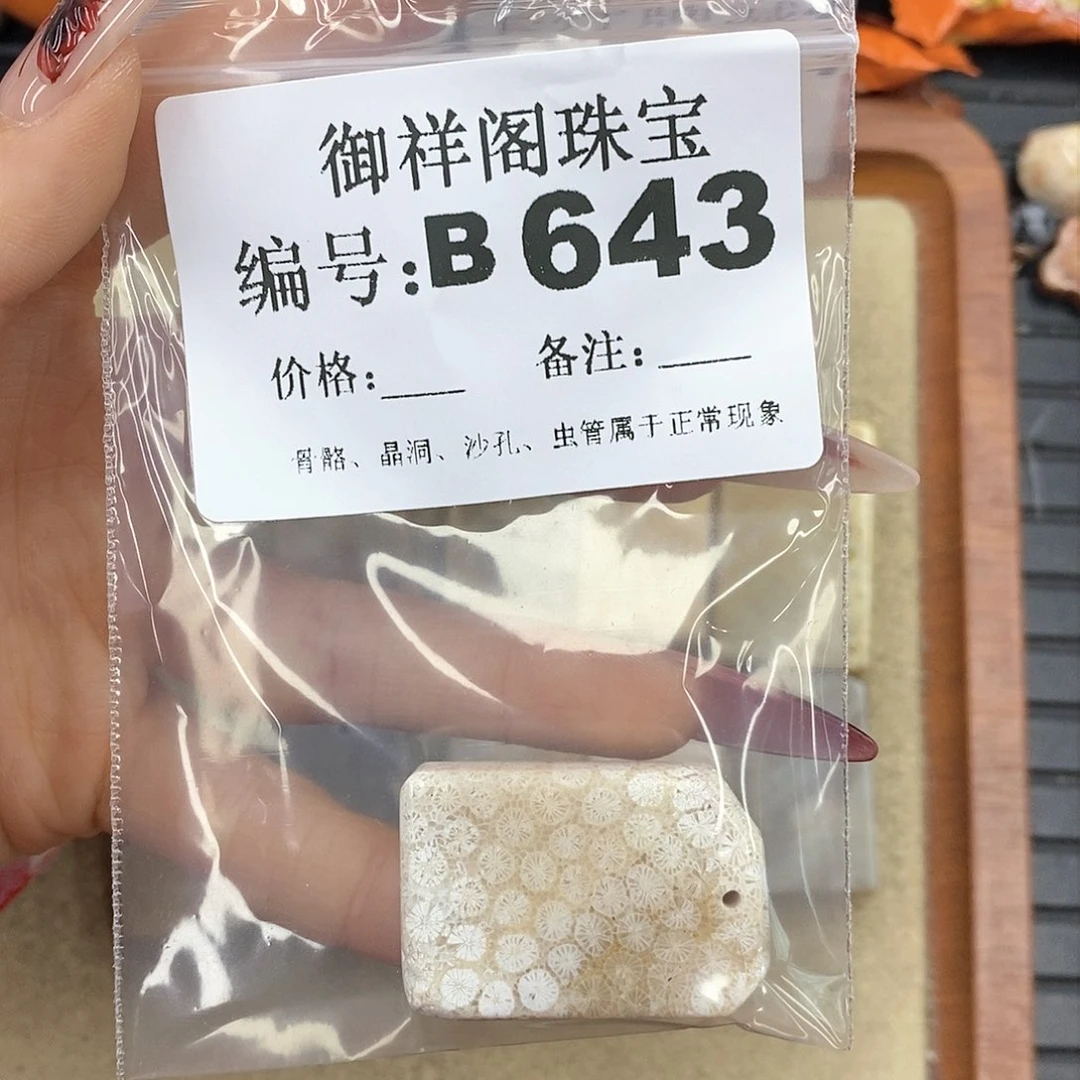 御祥阁珠宝
编号:B 643
价格:___ 备注:____
骨骼、晶洞、沙孔、虫管属于正常现象